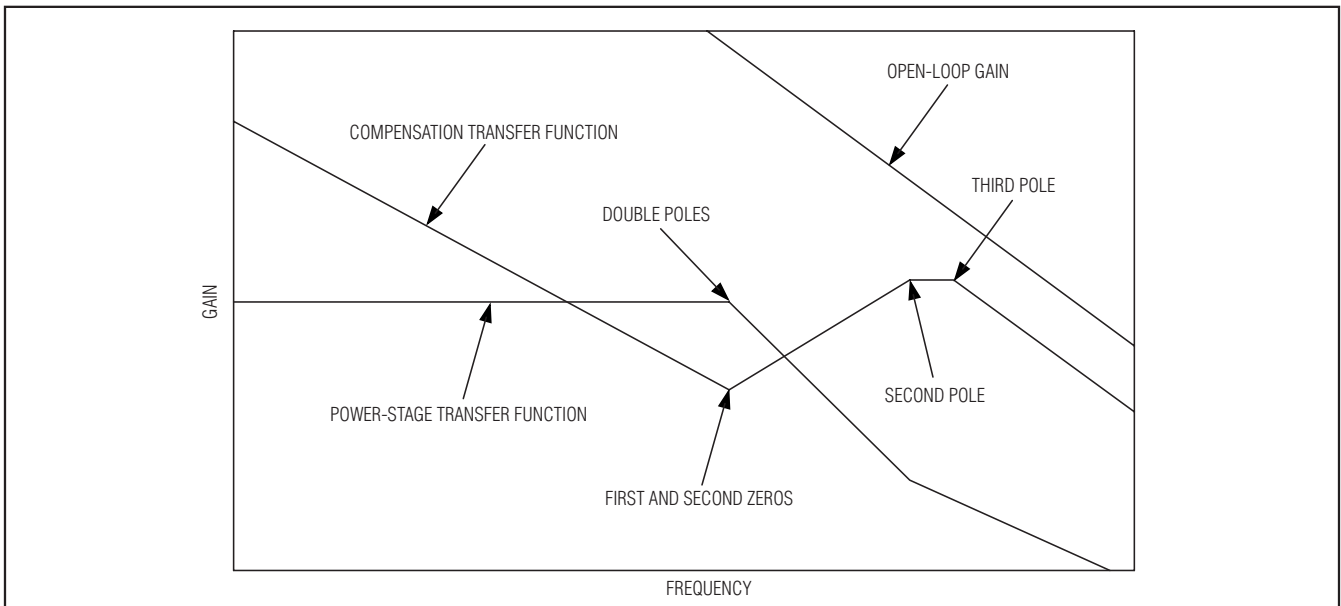 OPEN-LOOP GAIN
COMPENSATION TRANSFER FUNCTION
THIRD POLE
DOUBLE POLES
GAIN
SECOND POLE
POWER-STAGE TRANSFER FUNCTION
FIRST AND SECOND ZEROS
FREQUENCY